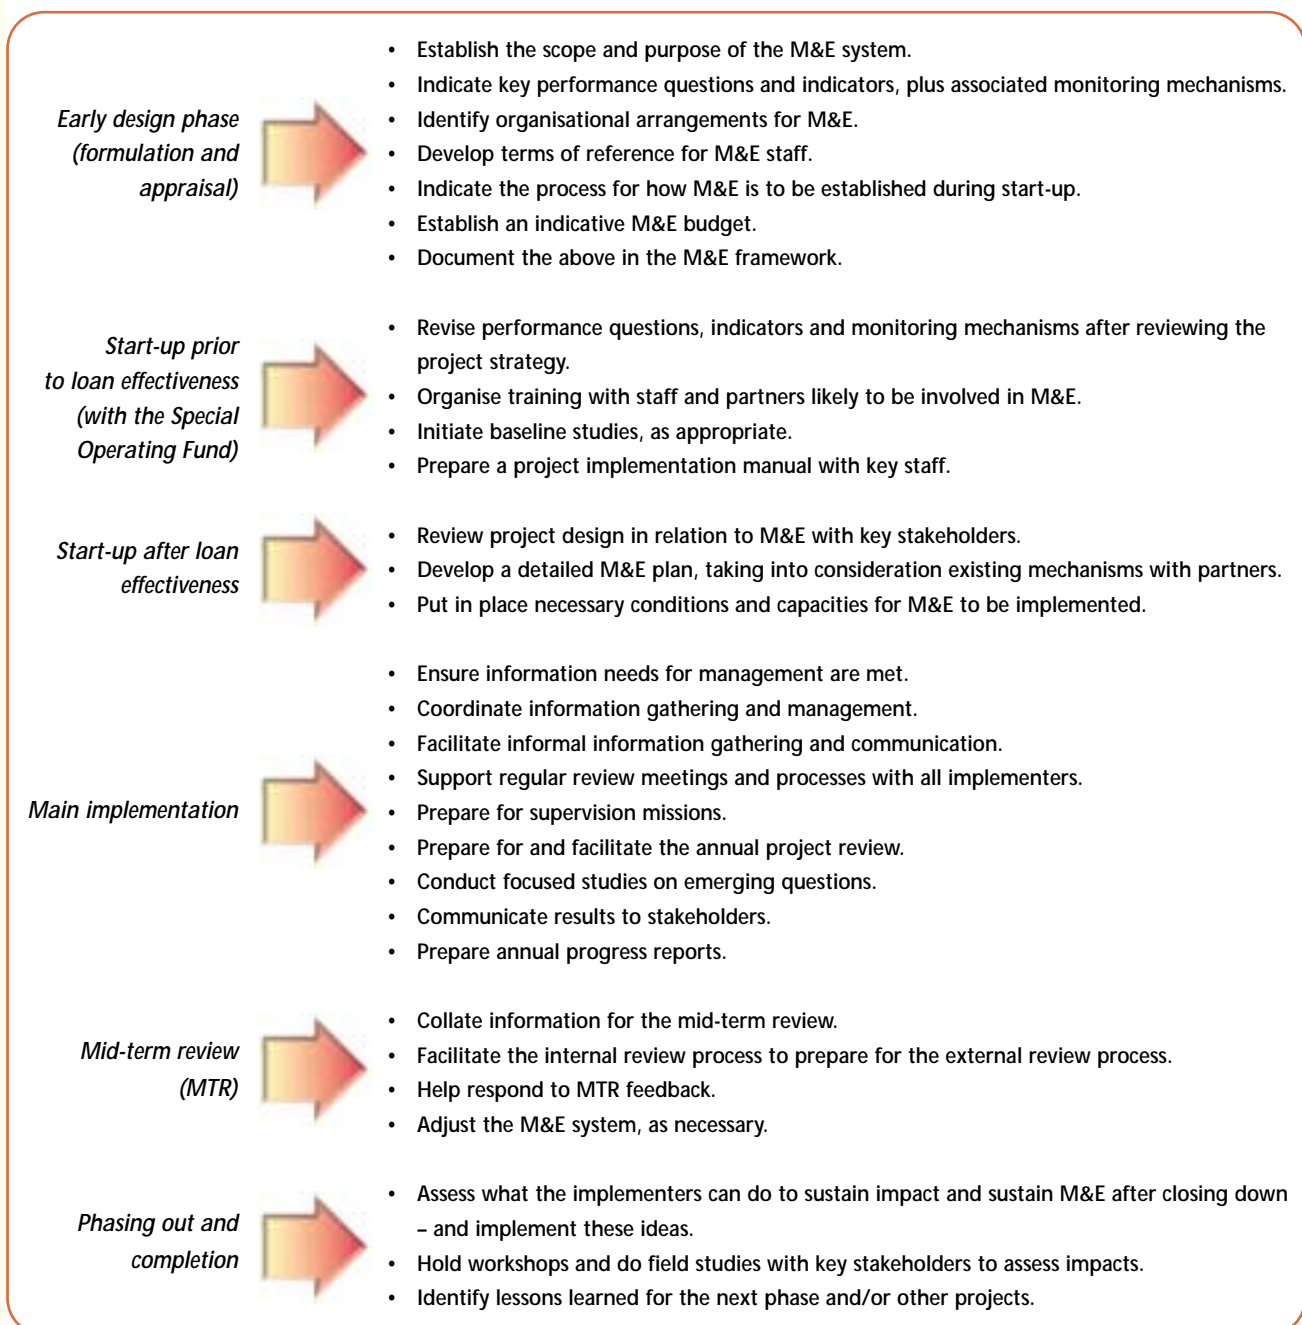 Early design phase
(formulation and
appraisal)
• Establish the scope and purpose of the M&E system.
• Indicate key performance questions and indicators, plus associated monitoring mechanisms.
• Identify organisational arrangements for M&E.
• Develop terms of reference for M&E staff.
• Indicate the process for how M&E is to be established during start-up.
• Establish an indicative M&E budget.
• Document the above in the M&E framework.
Start-up prior
to loan effectiveness
(with the Special
Operating Fund)
• Revise performance questions, indicators and monitoring mechanisms after reviewing the
project strategy.
• Organise training with staff and partners likely to be involved in M&E.
• Initiate baseline studies, as appropriate.
• Prepare a project implementation manual with key staff.
Start-up after loan
effectiveness
• Review project design in relation to M&E with key stakeholders.
• Develop a detailed M&E plan, taking into consideration existing mechanisms with partners.
• Put in place necessary conditions and capacities for M&E to be implemented.
Main implementation
• Ensure information needs for management are met.
• Coordinate information gathering and management.
• Facilitate informal information gathering and communication.
• Support regular review meetings and processes with all implementers.
• Prepare for supervision missions.
• Prepare for and facilitate the annual project review.
• Conduct focused studies on emerging questions.
• Communicate results to stakeholders.
• Prepare annual progress reports.
Mid-term review
(MTR)
• Collate information for the mid-term review.
• Facilitate the internal review process to prepare for the external review process.
• Help respond to MTR feedback.
• Adjust the M&E system, as necessary.
Phasing out and
completion
• Assess what the implementers can do to sustain impact and sustain M&E after closing down
– and implement these ideas.
• Hold workshops and do field studies with key stakeholders to assess impacts.
• Identify lessons learned for the next phase and/or other projects.